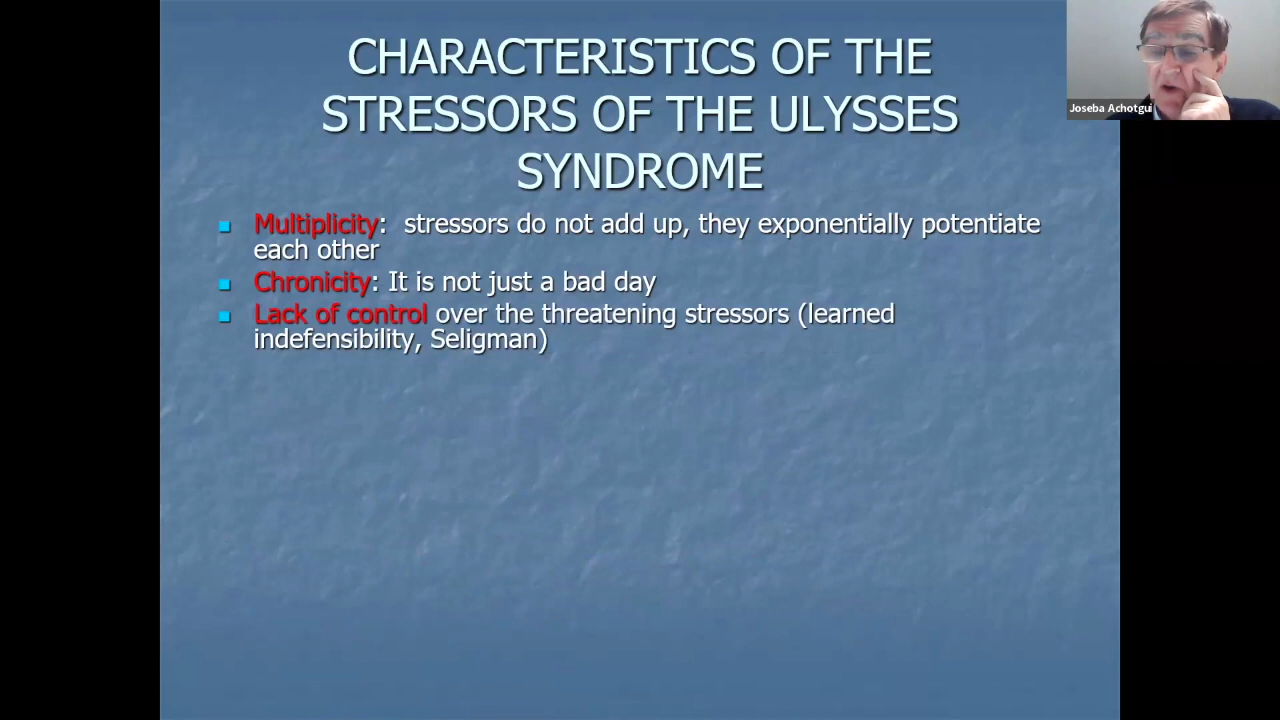 CHARACTERISTICS OF THE
STRESSORS OF THE ULYSSES
SYNDROME
Joseba Achotgui
Multiplicity: stressors do not add up, they exponentially potentiate
each other
Chronicity: It is not just a bad day
Lack of control over the threatening stressors (learned
indefensibility, Seligman)